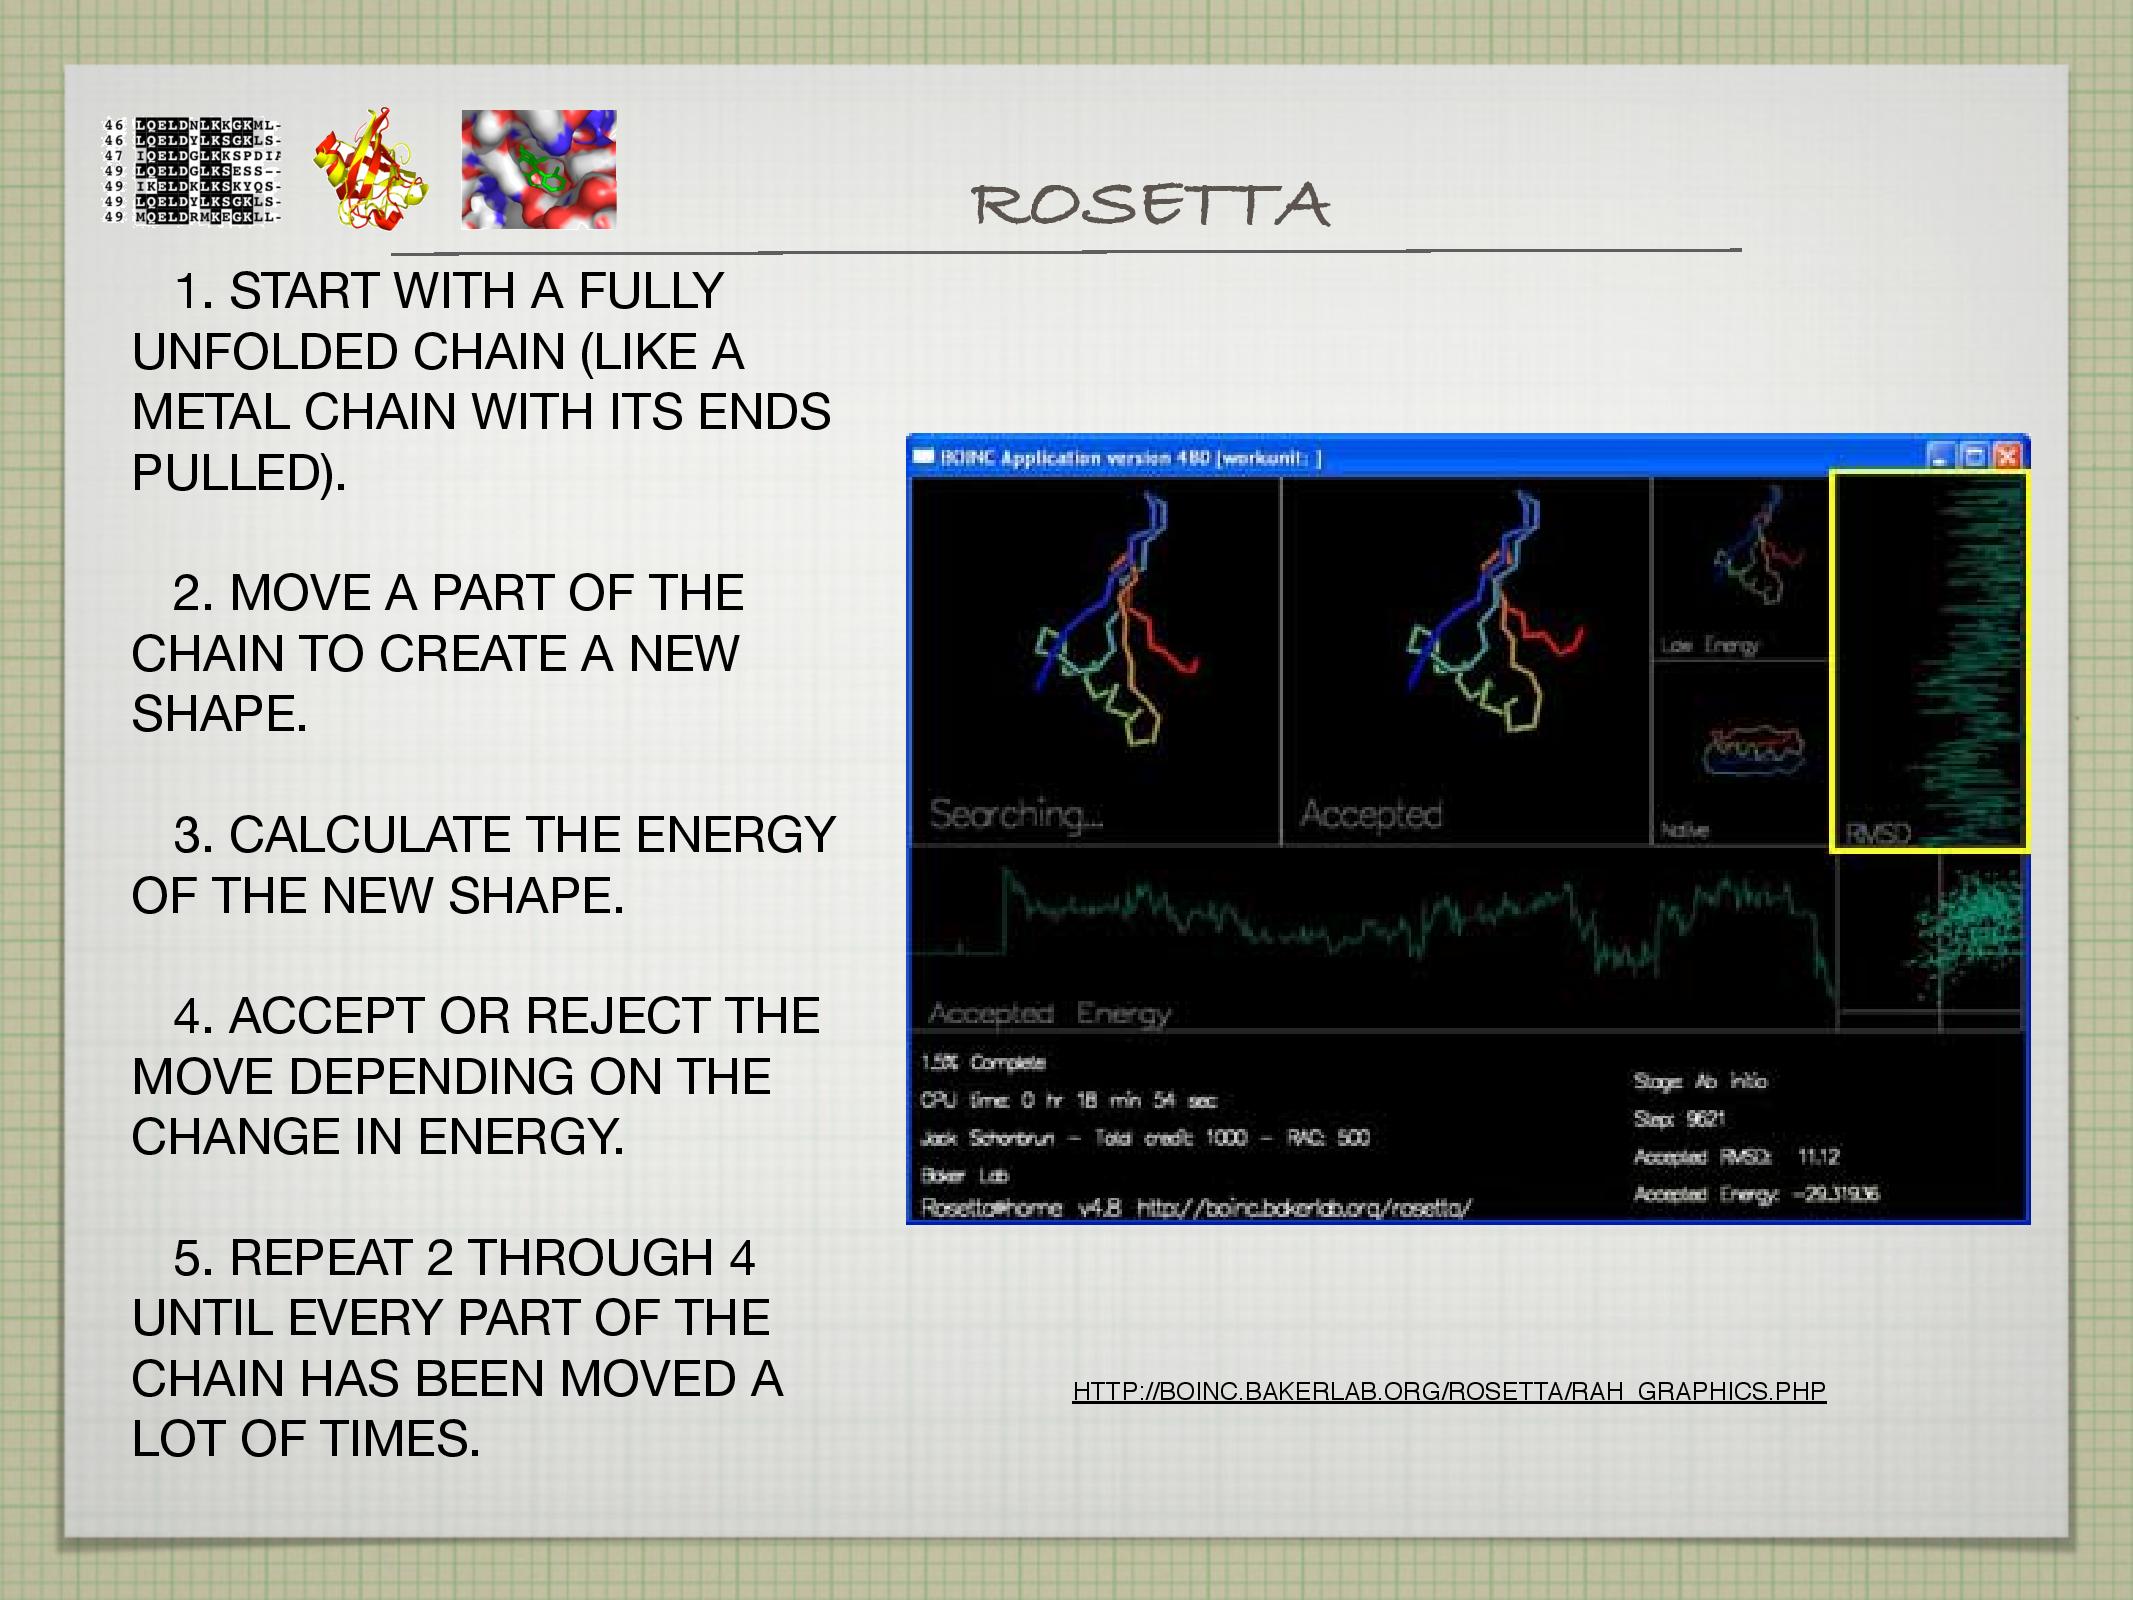 46 LQELDNLKKGKML-
46 LQELDYLKSGKLS-
47 IQELDGLKKSPDIA
49 LQELDGLKSESS--
49 IKELDKLKSKYQS-
49 LQELDYLKSGKLS-
49 MQELDRMKEGKLL-
ROSETTA
1. START WITH A FULLY
UNFOLDED CHAIN (LIKE A
METAL CHAIN WITH ITS ENDS
PULLED).
2. MOVE A PART OF THE
CHAIN TO CREATE A NEW
SHAPE.
3. CALCULATE THE ENERGY
OF THE NEW SHAPE.
4. ACCEPT OR REJECT THE
MOVE DEPENDING ON THE
CHANGE IN ENERGY.
5. REPEAT 2 THROUGH 4
UNTIL EVERY PART OF THE
CHAIN HAS BEEN MOVED A
LOT OF TIMES.
BOINC Application version 480 [workunit: ]
Searching...
Accepted
Low Energy
Native
RMSD
Accepted Energy
1.5% Complete
CPU time: 0 hr 18 min 54 sec
Jack Schonbrun - Total credit: 1000 - RAC: 500
Baker Lab
Rosetta@home v4.8 http://boinc.bakerlab.org/rosetta/
Stage: Ab initio
Step: 9621
Accepted RMSD: 11.12
Accepted Energy: -29.31936
HTTP://BOINC.BAKERLAB.ORG/ROSETTA/RAH_GRAPHICS.PHP